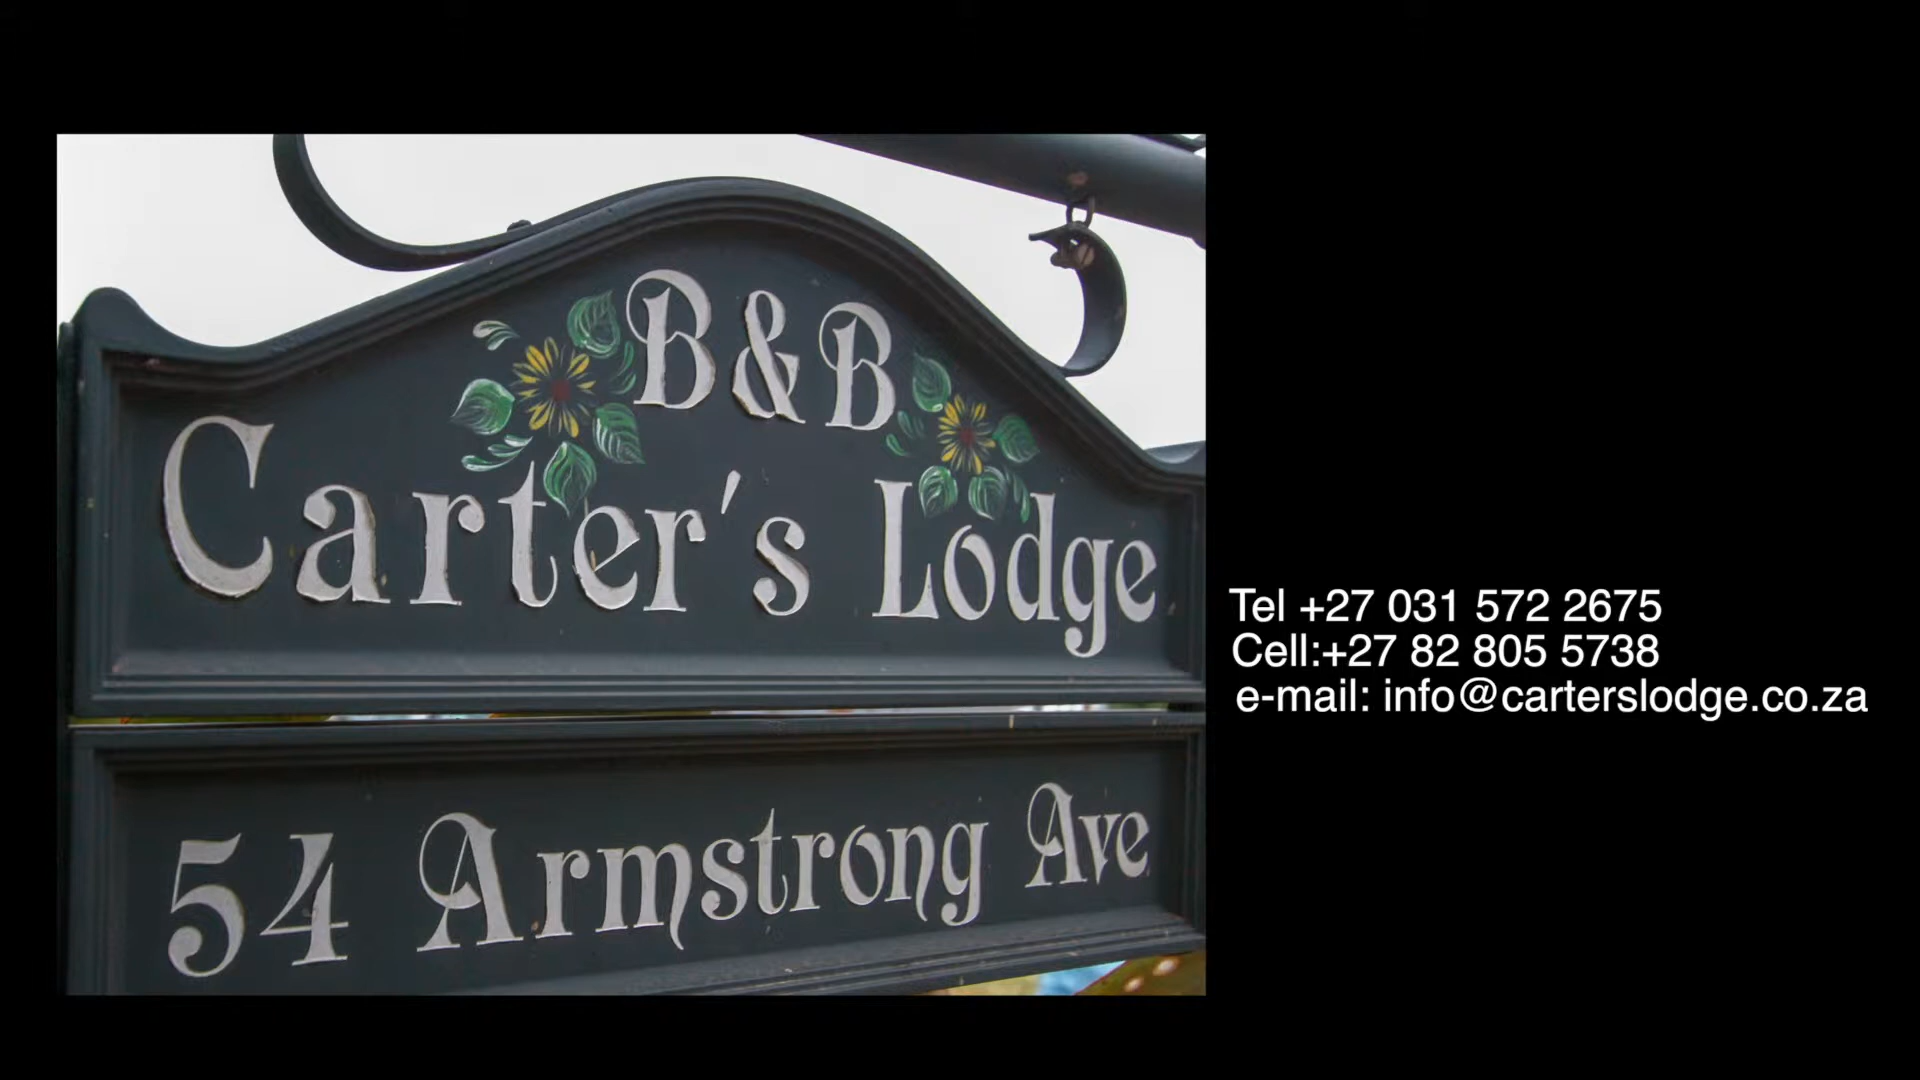 B&B
Carter's Lodge
54 Armstrong Ave
Tel +27 031 572 2675
Cell:+27 82 805 5738
e-mail: info@carterslodge.co.za